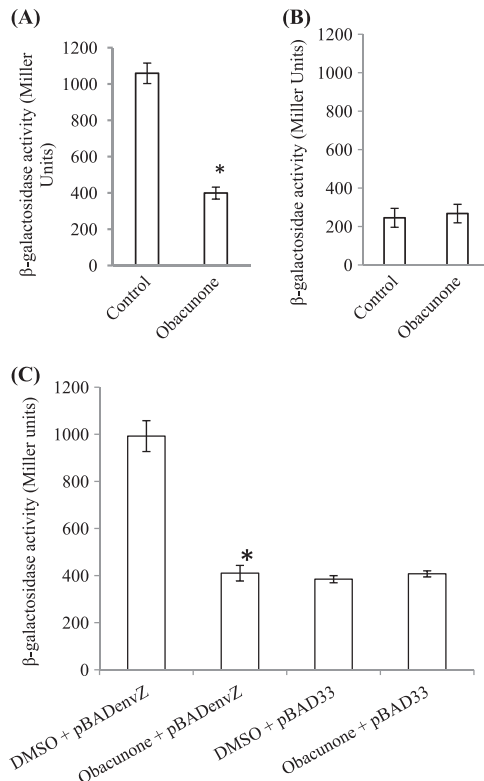 (A)
β-galactosidase activity (Miller
Units)
1200
1000
800
600
400
200
0
*
Control
Obacunone
(B)
β-galactosidae activity (Miller Units)
1200
1000
800
600
400
200
0
Control
Obacunone
(C)
β-galactosidase activity (Miller units)
1200
1000
800
600
400
200
0
*
DMSO + pBADenvZ
Obacunone + pBADenvZ
DMSO + pBAD33
Obacunone + pBAD33